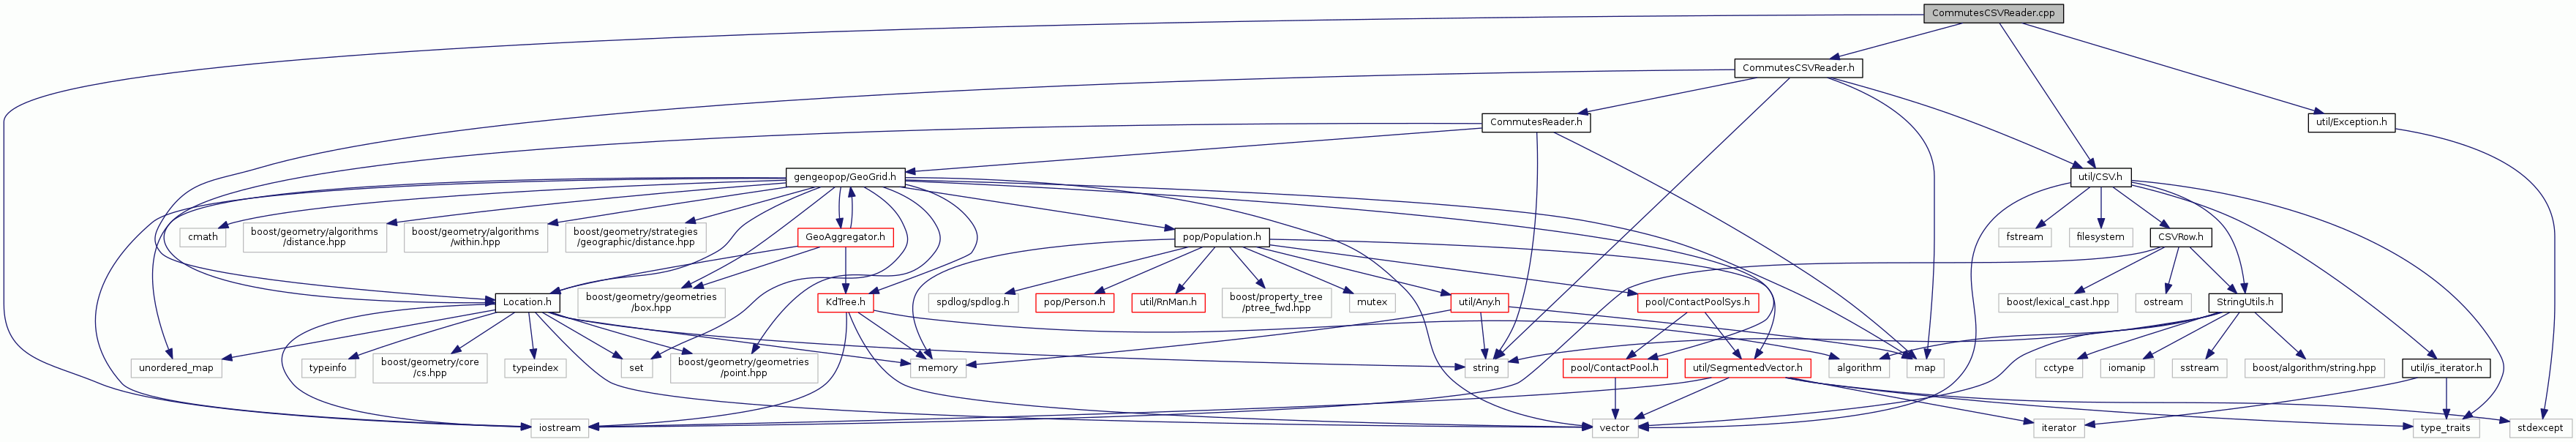 CommutesCSVReader.cpp
CommutesCSVReader.h
CommutesReader.h
util/Exception.h
gengeopop/GeoGrid.h
util/CSV.h
cmath
boost/geometry/algorithms
/distance.hpp
boost/geometry/algorithms
/within.hpp
boost/geometry/strategies
/geographic/distance.hpp
GeoAggregator.h
pop/Population.h
fstream
filesystem
CSVRow.h
Location.h
boost/geometry/geometries
/box.hpp
KdTree.h
spdlog/spdlog.h
pop/Person.h
util/RnMan.h
boost/property_tree
/ptree_fwd.hpp
mutex
util/Any.h
pool/ContactPoolSys.h
boost/lexical_cast.hpp
ostream
StringUtils.h
unordered_map
typeinfo
boost/geometry/core
/cs.hpp
typeindex
set
boost/geometry/geometries
/point.hpp
memory
string
pool/ContactPool.h
util/SegmentedVector.h
algorithm
map
cctype
iomanip
sstream
boost/algorithm/string.hpp
util/is_iterator.h
iostream
vector
iterator
type_traits
stdexcept